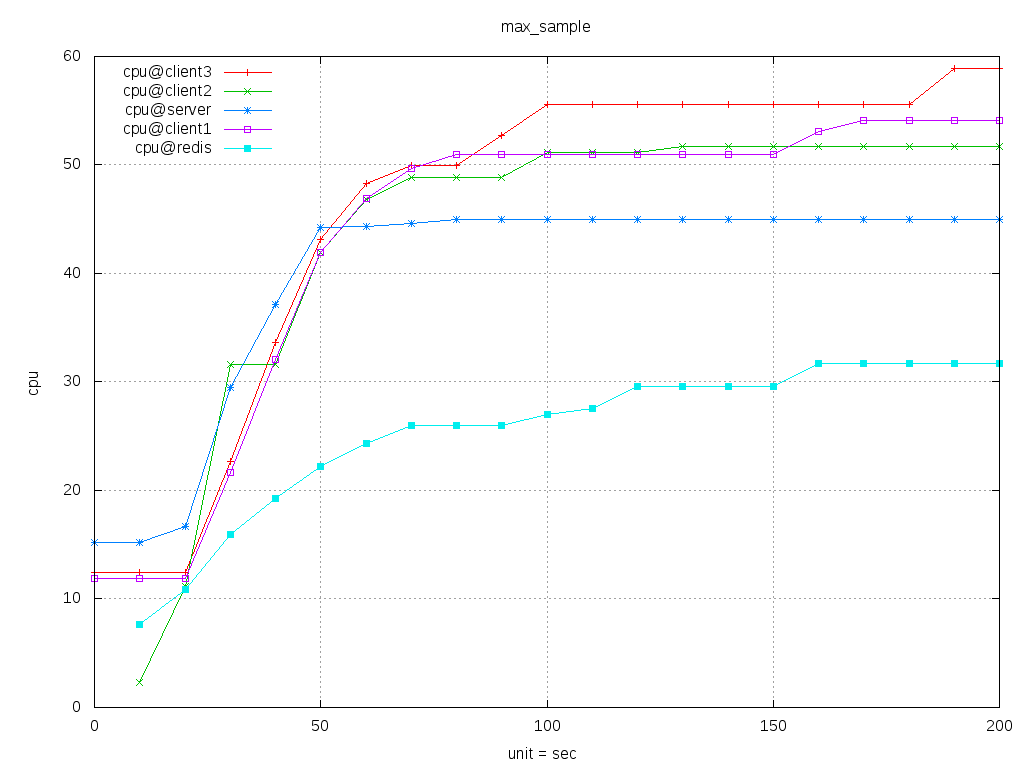 max_sample
cpu@client3
cpu@client2
cpu@server
cpu@client1
cpu@redis
60
50
40
30
20
10
0
cpu
0 50 100 150 200
unit = sec